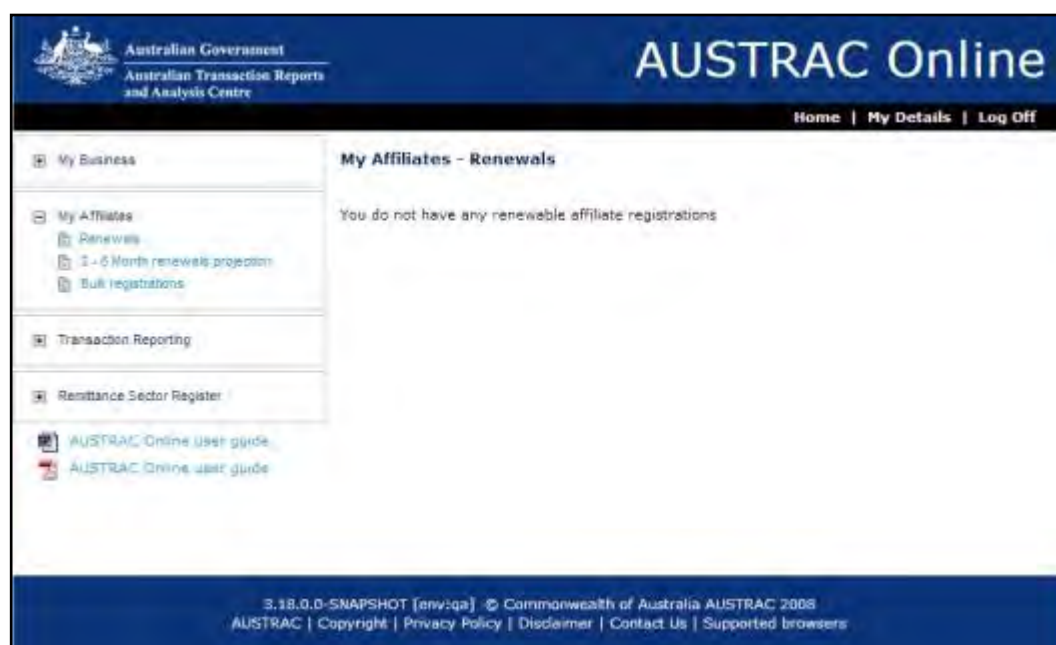 Australian Government
Australian Transaction Reports
and Analysis Centre
AUSTRAC Online
Home | My Details | Log Off
My Business
My Affiliates
Renewals
3 - 6 Month renewals projection
Bulk registrations
Transaction Reporting
Remittance Sector Register
AUSTRAC Online user guide
AUSTRAC Online user guide
My Affiliates - Renewals
You do not have any renewable affiliate registrations
3.18.0.0-SNAPSHOT [env:qa] © Commonwealth of Australia AUSTRAC 2008
AUSTRAC | Copyright | Privacy Policy | Disclaimer | Contact Us | Supported browsers